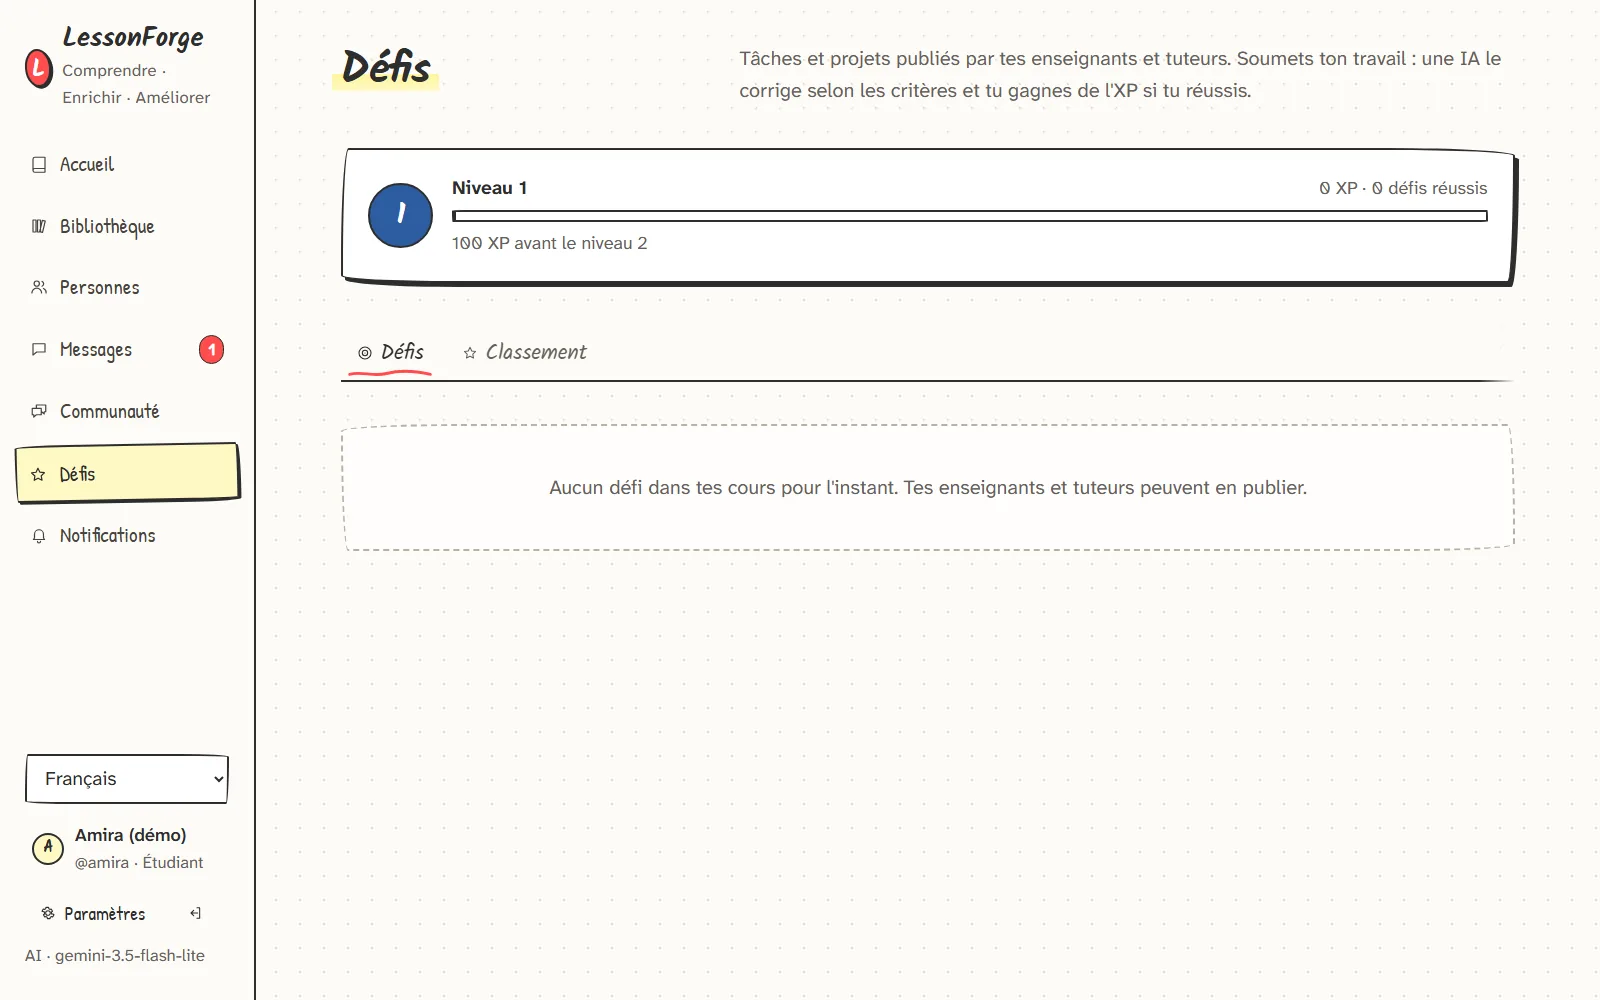 LessonForge
L
Comprendre ·
Enrichir · Améliorer
Accueil
Bibliothèque
Personnes
Messages
1
Communauté
Défis
Notifications
Français
A
Amira (démo)
@amira · Étudiant
Paramètres
AI · gemini-3.5-flash-lite
Défis
Tâches et projets publiés par tes enseignants et tuteurs. Soumets ton travail : une IA le
corrige selon les critères et tu gagnes de l'XP si tu réussis.
1
Niveau 1
0 XP · 0 défis réussis
100 XP avant le niveau 2
Défis
Classement
Aucun défi dans tes cours pour l'instant. Tes enseignants et tuteurs peuvent en publier.